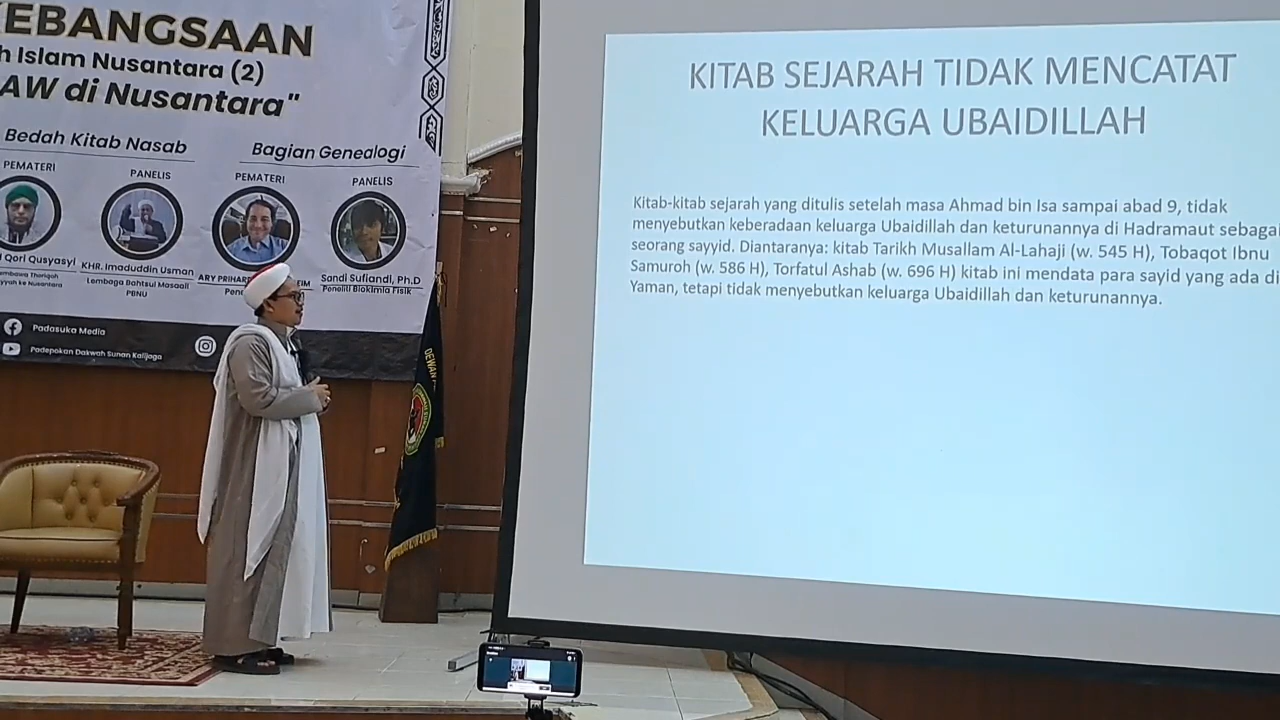 EBANGSAAN
h Islam Nusantara (2)
AW di Nusantara"
Bedah Kitab Nasab
Bagian Genealogi
PEMATERI
PANELIS
PEMATERI
PANELIS
Qori Qusyasyi
KHR. Imaduddin Usman
Lembaga Bahtsul Masaail
PBNU
ARY
Sandi Sufiandi, Ph.D
Peneliti Biokimia Fisik
Padasuka Media
Padepokan Dakwah Sunan Kalijaga
KITAB SEJARAH TIDAK MENCATAT
KELUARGA UBAIDILLAH
Kitab-kitab sejarah yang ditulis setelah masa Ahmad bin Isa sampai abad 9, tidak
menyebutkan keberadaan keluarga Ubaidillah dan keturunannya di Hadramaut sebagai
seorang sayyid. Diantaranya: kitab Tarikh Musallam Al-Lahaji (w. 545 H), Tobaqot Ibnu
Samuroh (w. 586 H), Torfatul Ashab (w. 696 H) kitab ini mendata para sayid yang ada di
Yaman, tetapi tidak menyebutkan keluarga Ubaidillah dan keturunannya.